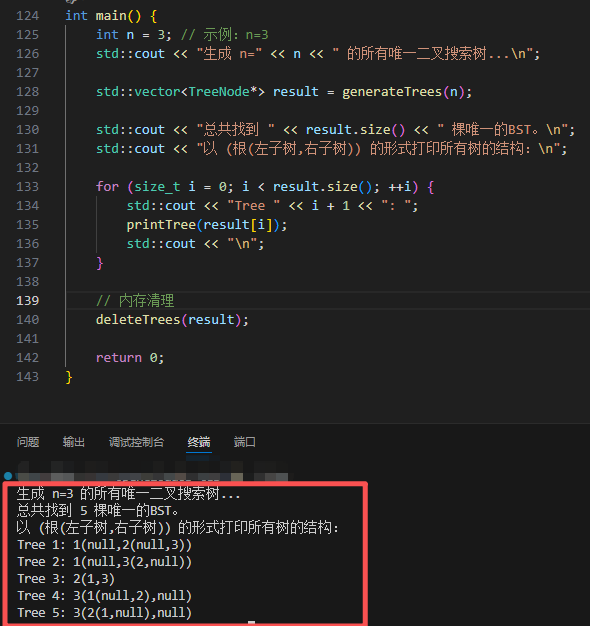 124 int main() {
125 int n = 3; // 示例：n=3
126 std::cout << "生成 n=" << n << " 的所有唯一二叉搜索树...\n";
127
128 std::vector<TreeNode*> result = generateTrees(n);
129
130 std::cout << "总共找到 " << result.size() << " 棵唯一的BST。\n";
131 std::cout << "以 (根(左子树,右子树)) 的形式打印所有树的结构：\n";
132
133 for (size_t i = 0; i < result.size(); ++i) {
134 std::cout << "Tree " << i + 1 << ": ";
135 printTree(result[i]);
136 std::cout << "\n";
137 }
138
139 // 内存清理
140 deleteTrees(result);
141
142 return 0;
143 }
问题 输出 调试控制台 终端 端口
生成 n=3 的所有唯一二叉搜索树...
总共找到 5 棵唯一的BST。
以 (根(左子树,右子树)) 的形式打印所有树的结构：
Tree 1: 1(null,2(null,3))
Tree 2: 1(null,3(2,null))
Tree 3: 2(1,3)
Tree 4: 3(1(null,2),null)
Tree 5: 3(2(1,null),null)